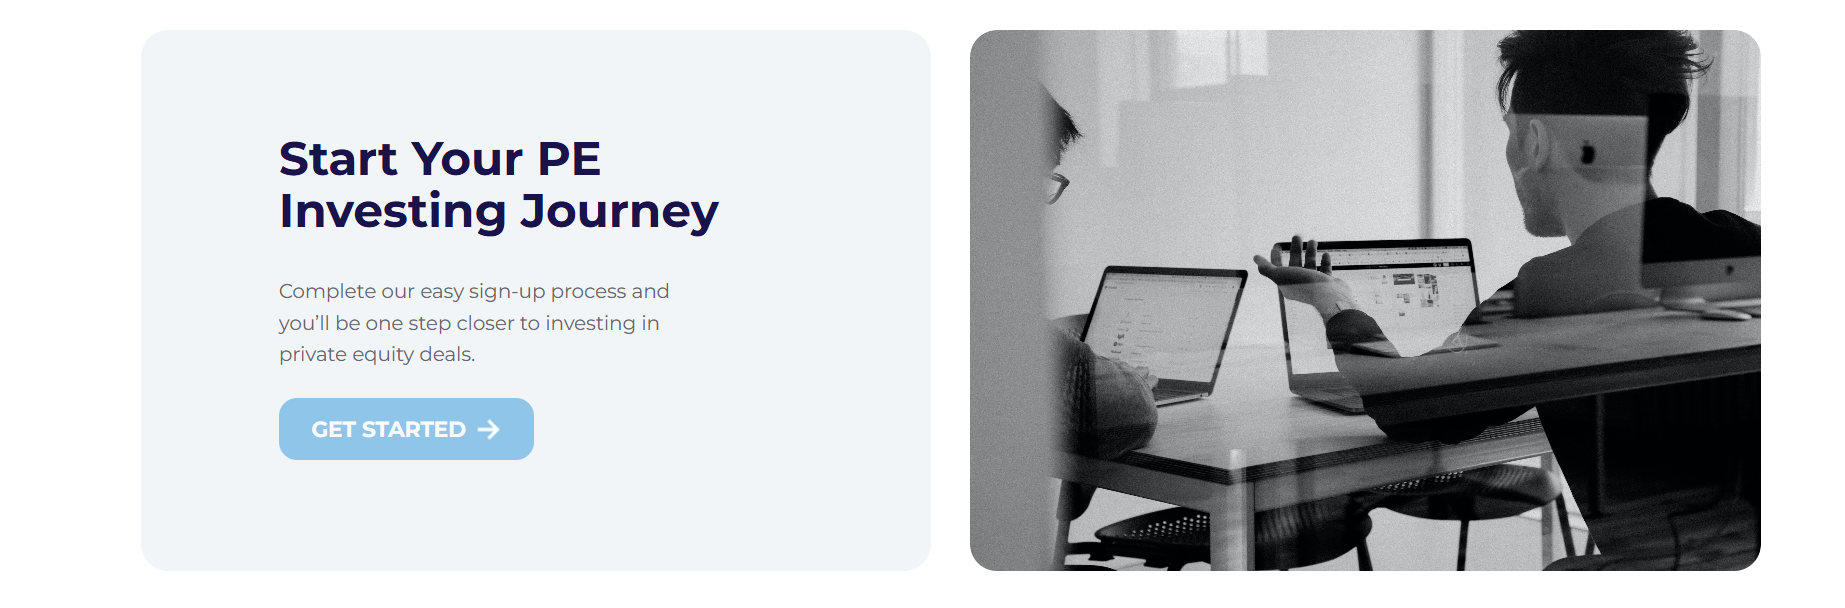 Start Your PE
Investing Journey
Complete our easy sign-up process and
you’ll be one step closer to investing in
private equity deals.
GET STARTED